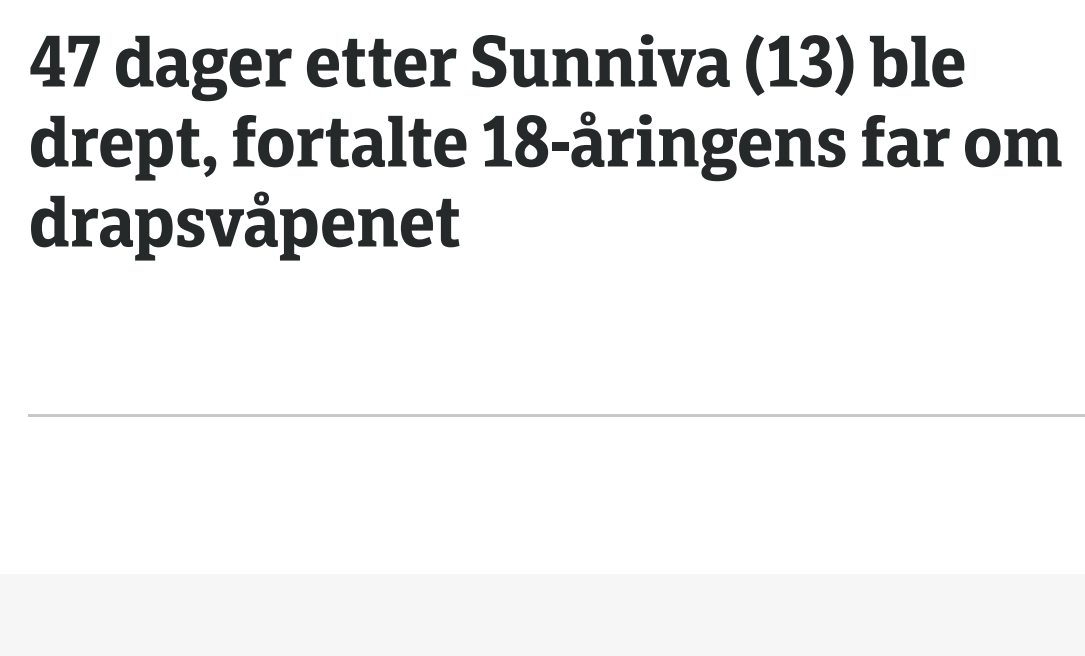 47 dager etter Sunniva (13) ble
drept, fortalte 18-åringens far om
drapsvåpenet